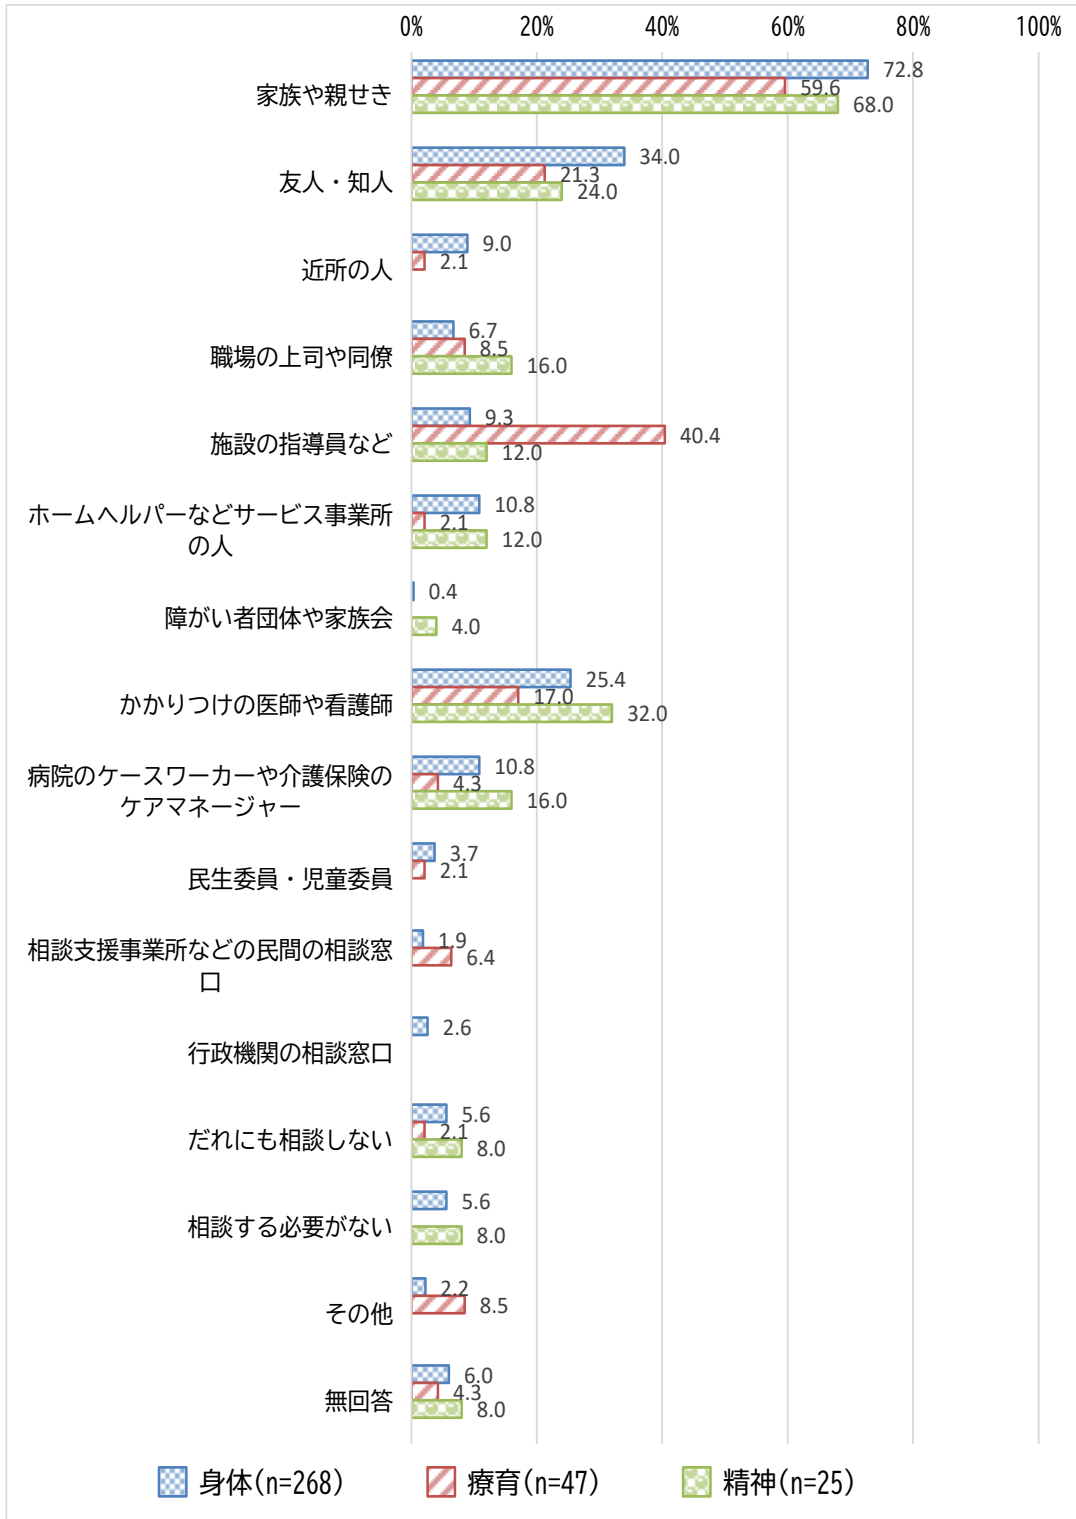 0% 20% 40% 60% 80% 100%
家族や親せき
72.8
59.6
68.0
友人・知人
34.0
21.3
24.0
近所の人
9.0
2.1
職場の上司や同僚
6.7
8.5
16.0
施設の指導員など
9.3
40.4
12.0
ホームヘルパーなどサービス事業所
の人
10.8
2.1
12.0
障がい者団体や家族会
0.4
4.0
かかりつけの医師や看護師
25.4
17.0
32.0
病院のケースワーカーや介護保険の
ケアマネージャー
10.8
4.3
16.0
民生委員・児童委員
3.7
2.1
相談支援事業所などの民間の相談窓
口
1.9
6.4
行政機関の相談窓口
2.6
だれにも相談しない
5.6
2.1
8.0
相談する必要がない
5.6
8.0
その他
2.2
8.5
無回答
6.0
4.3
8.0
身体(n=268) 療育(n=47) 精神(n=25)